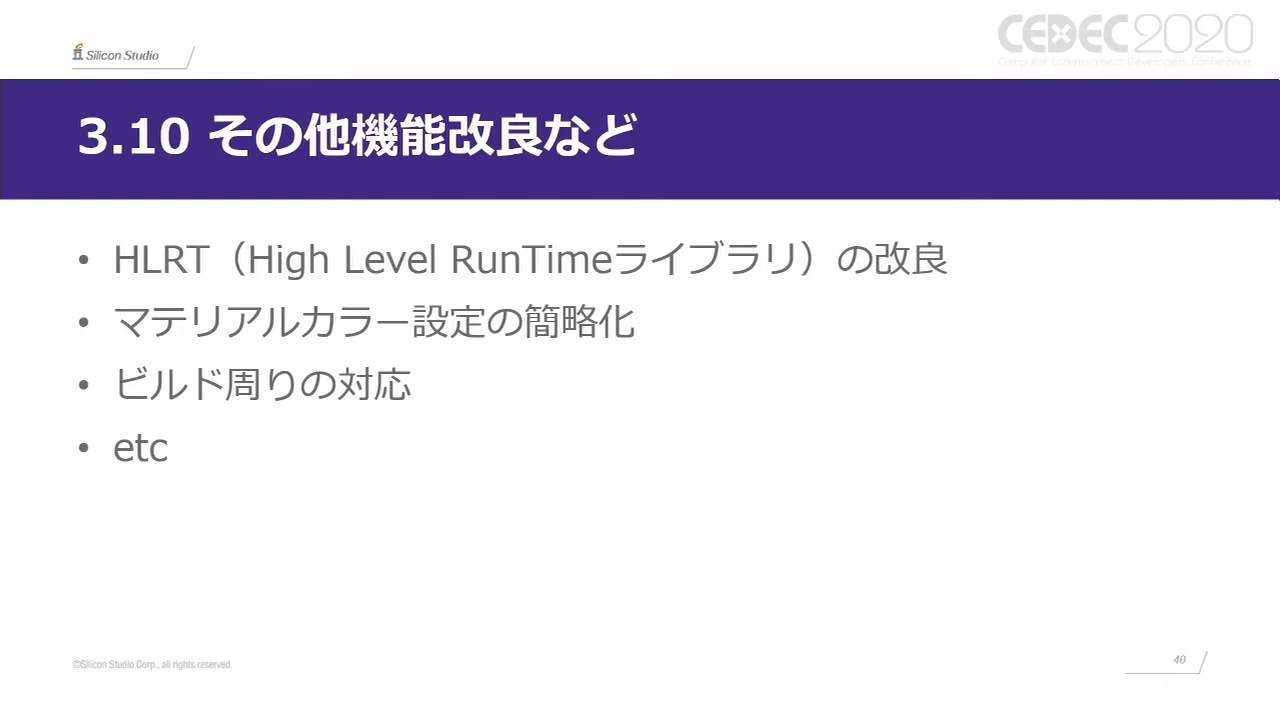 Silicon Studio
CEDEC2020
Computer Entertainment Developers Conference
3.10 その他機能改良など
• HLRT（High Level RunTimeライブラリ）の改良
• マテリアルカラー設定の簡略化
• ビルド周りの対応
• etc
©Silicon Studio Corp., all rights reserved.
40